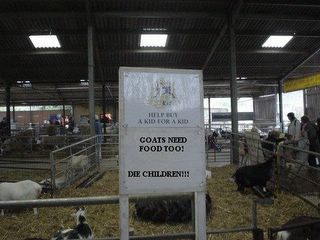 HELP BUY
A KID FOR A KID
GOATS NEED
FOOD TOO!
DIE CHILDREN!!!